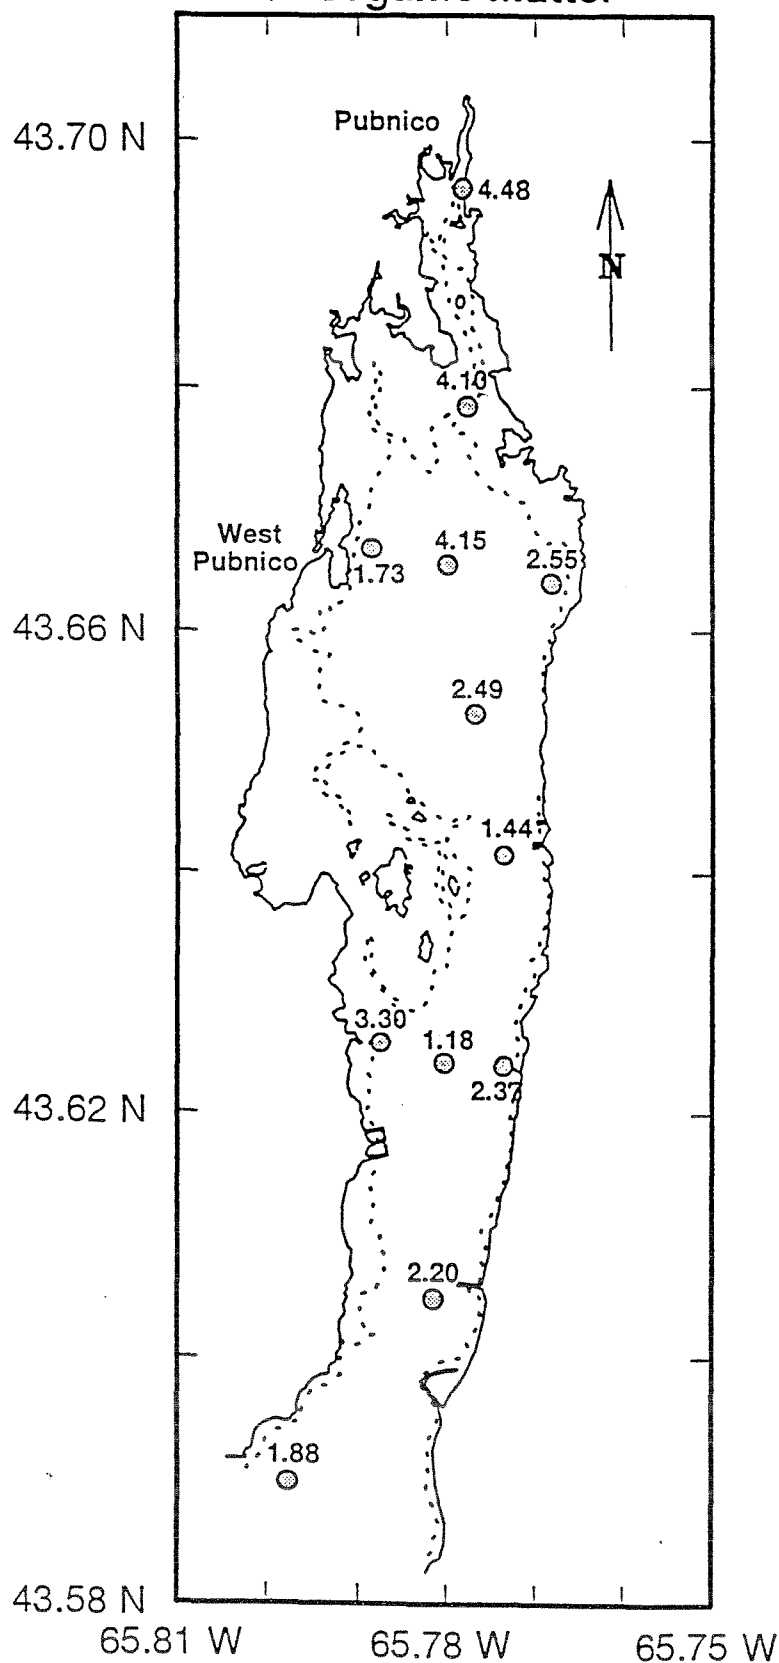 Organic Matter
43.70 N
Pubnico
4.48
N
4.10
West
Pubnico
1.73
4.15
2.55
43.66 N
2.49
1.44
3.30
1.18
2.37
43.62 N
2.20
1.88
43.58 N
65.81 W
65.78 W
65.75 W